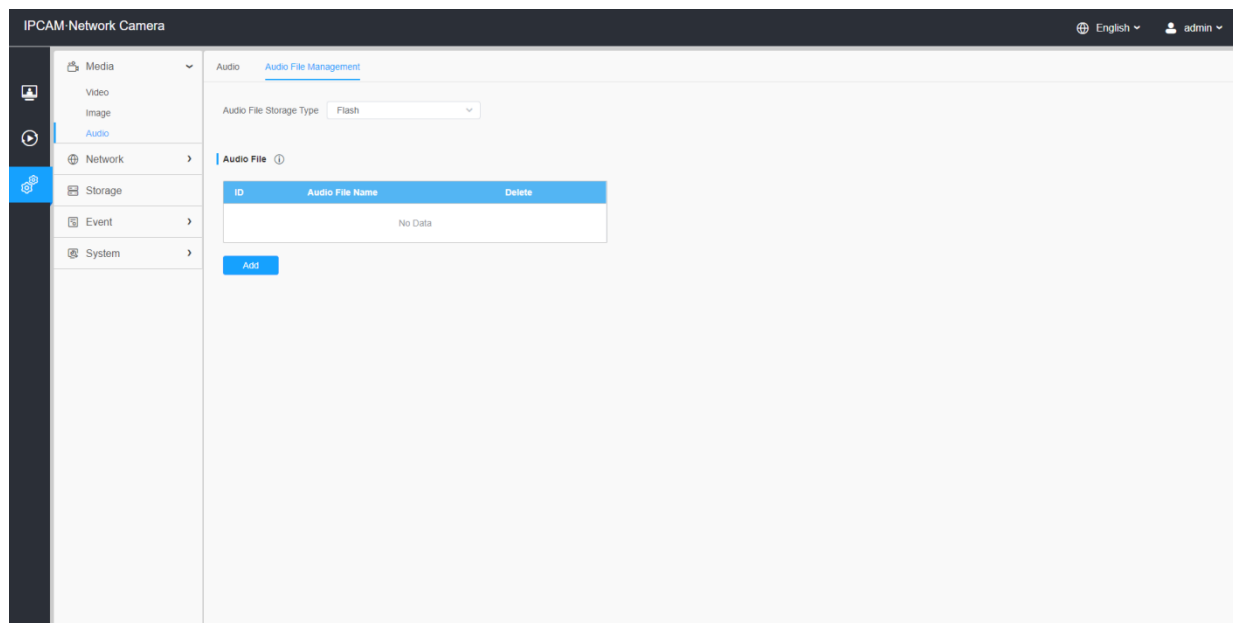 IPCAM·Network Camera
English
admin
Media
Video
Image
Audio
Network
Storage
Event
System
Audio Audio File Management
Audio File Storage Type Flash
Audio File
ID Audio File Name Delete
No Data
Add